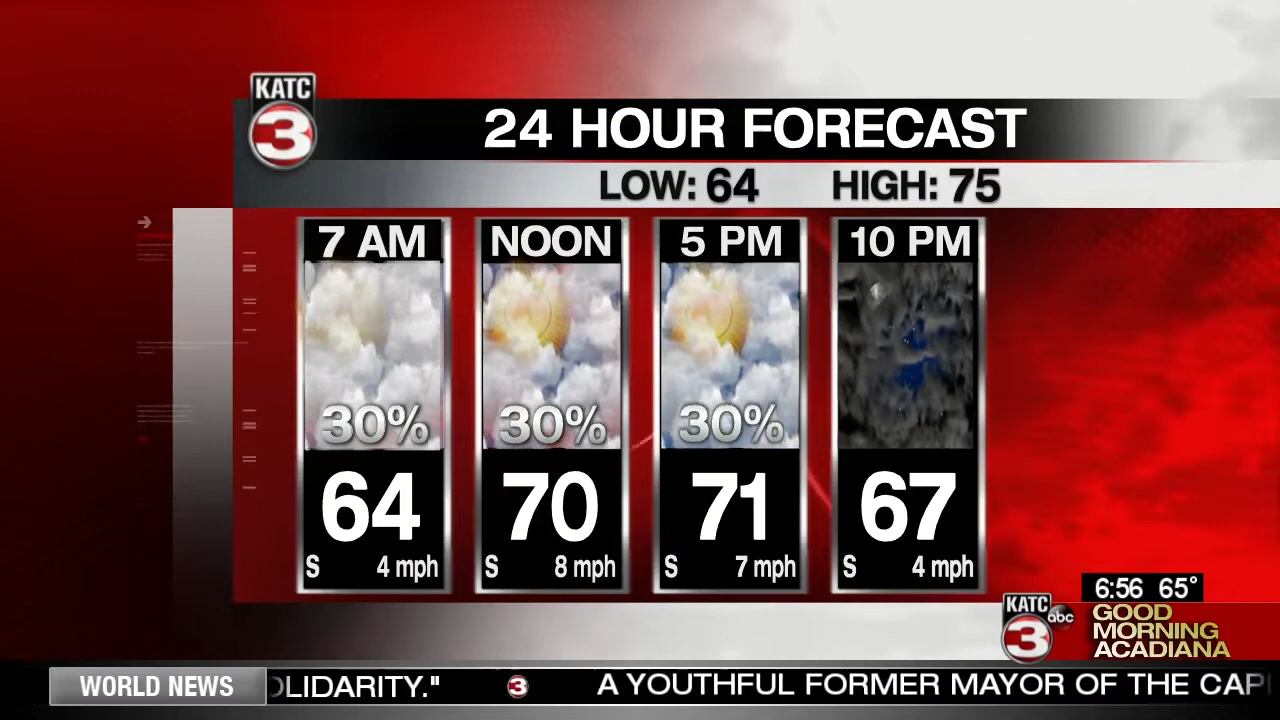 KATC
3
24 HOUR FORECAST
LOW: 64 HIGH: 75
7 AM NOON 5 PM 10 PM
30% 30% 30%
64 70 71 67
S 4 mph S 8 mph S 7 mph S 4 mph
6:56 65°
KATC
3
abc
GOOD
MORNING
ACADIANA
WORLD NEWS OLIDARITY." 3 A YOUTHFUL FORMER MAYOR OF THE CAPI